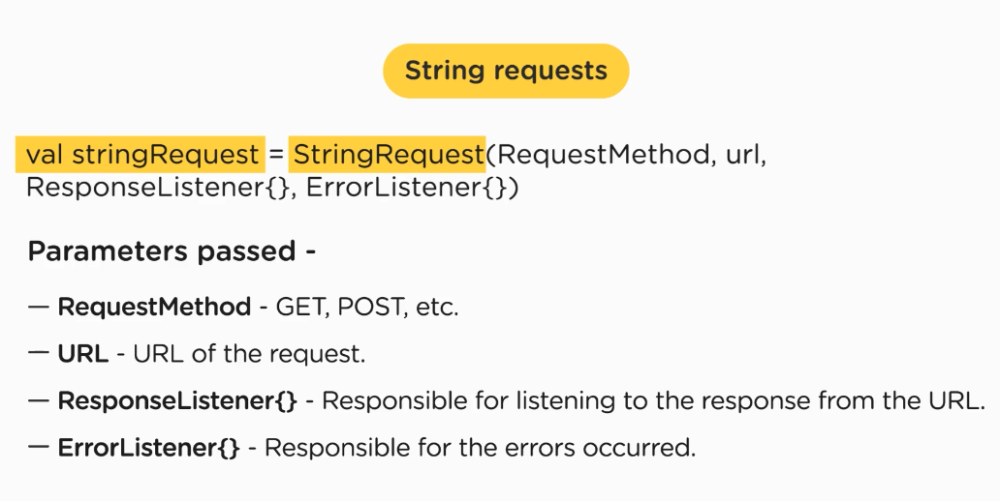 String requests
val stringRequest = StringRequest(RequestMethod, url,
ResponseListener{}, ErrorListener{})
Parameters passed -
— RequestMethod - GET, POST, etc.
— URL - URL of the request.
— ResponseListener{} - Responsible for listening to the response from the URL.
— ErrorListener{} - Responsible for the errors occurred.